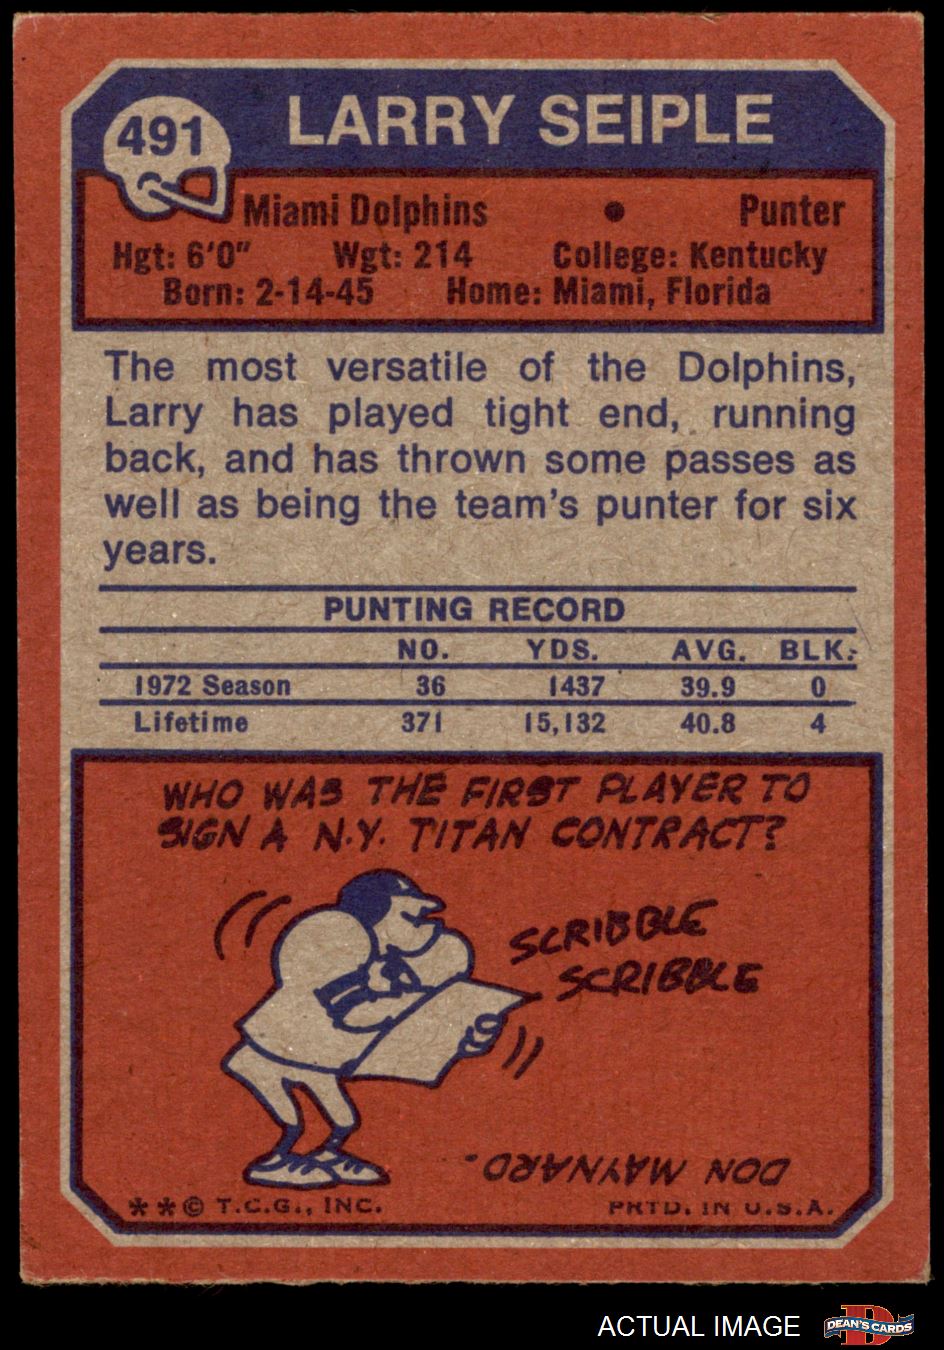 491
LARRY SEIPLE
Miami Dolphins • Punter
Hgt: 6'0" Wgt: 214 College: Kentucky
Born: 2-14-45 Home: Miami, Florida
The most versatile of the Dolphins,
Larry has played tight end, running
back, and has thrown some passes as
well as being the team's punter for six
years.
PUNTING RECORD
NO. YDS. AVG. BLK.
1972 Season 36 1437 39.9 0
Lifetime 371 15,132 40.8 4
WHO WAS THE FIRST PLAYER TO
SIGN A N.Y. TITAN CONTRACT?
SCRIBBLE
SCRIBBLE
DON MAYNARD.
**© T.C.G., INC. PRTD. IN U.S.A.
ACTUAL IMAGE
DEAN'S CARDS